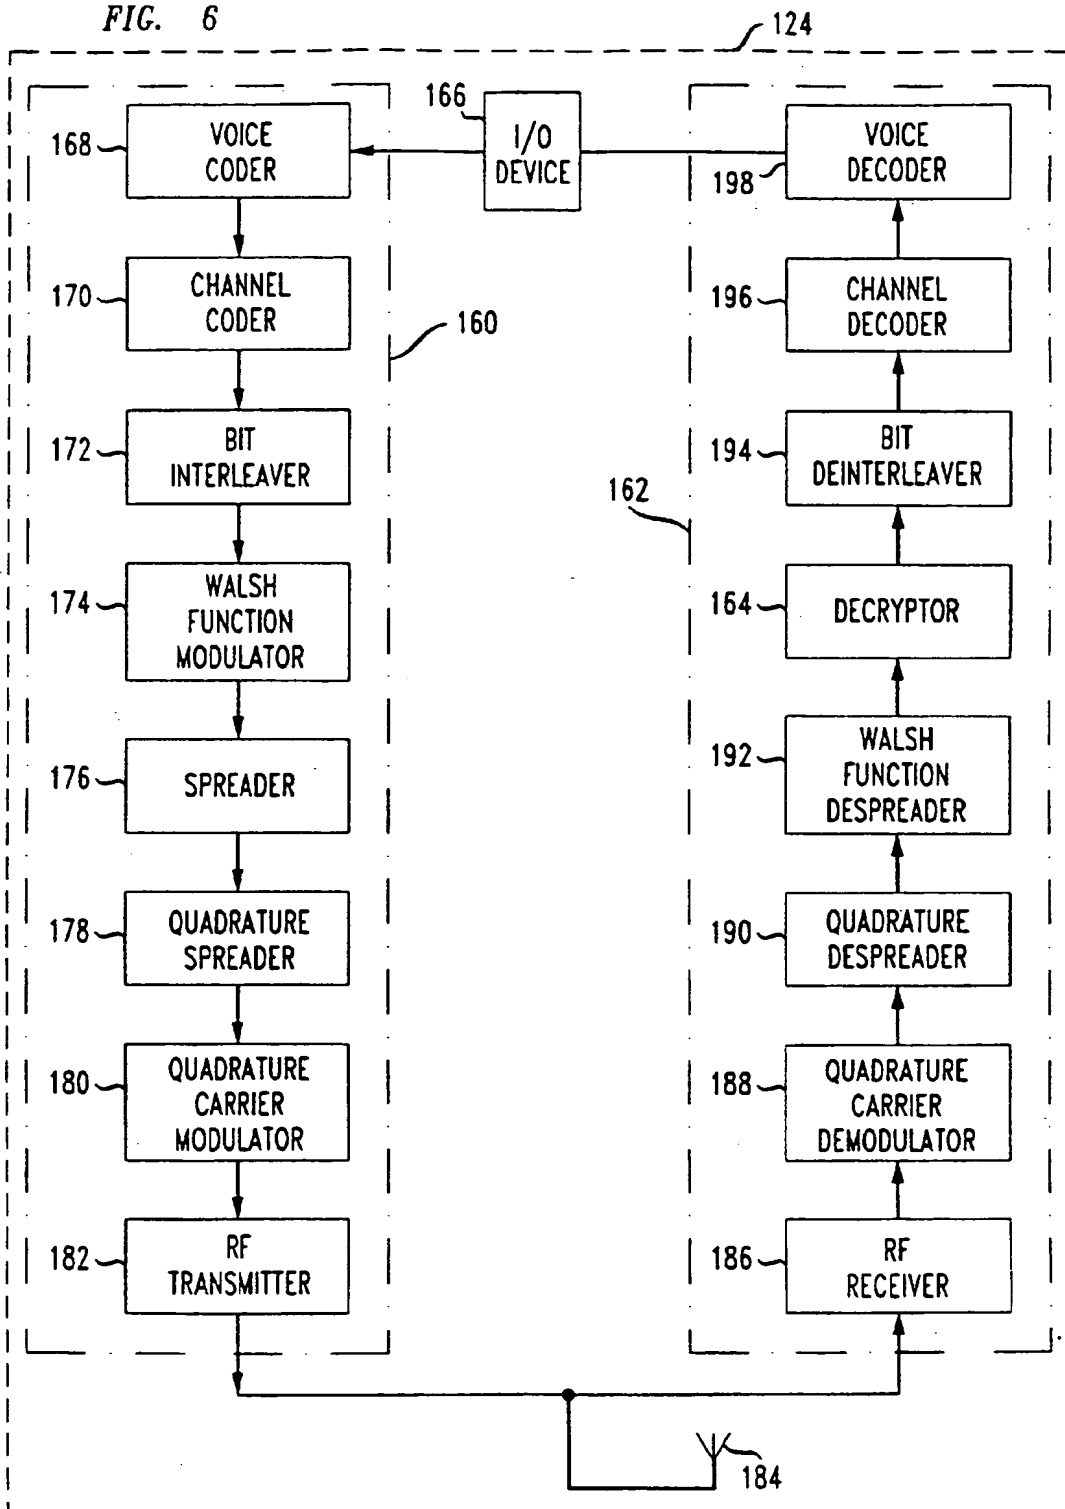 FIG. 6
124
166
I/O
DEVICE
168
VOICE
CODER
170
CHANNEL
CODER
160
172
BIT
INTERLEAVER
174
WALSH
FUNCTION
MODULATOR
176
SPREADER
178
QUADRATURE
SPREADER
180
QUADRATURE
CARRIER
MODULATOR
182
RF
TRANSMITTER
198
VOICE
DECODER
196
CHANNEL
DECODER
194
BIT
DEINTERLEAVER
162
164
DECRYPTOR
192
WALSH
FUNCTION
DESPREADER
190
QUADRATURE
DESPREADER
188
QUADRATURE
CARRIER
DEMODULATOR
186
RF
RECEIVER
184